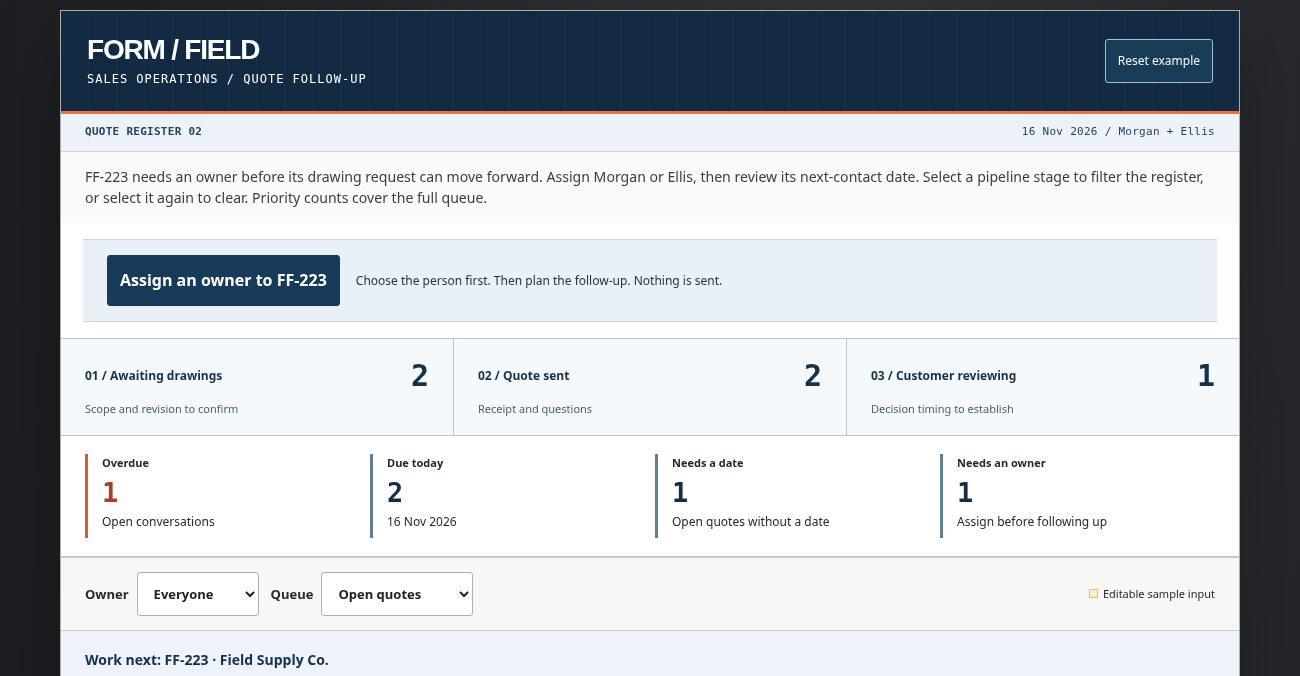 FORM / FIELD
SALES OPERATIONS / QUOTE FOLLOW-UP
Reset example
QUOTE REGISTER 02
16 Nov 2026 / Morgan + Ellis
FF-223 needs an owner before its drawing request can move forward. Assign Morgan or Ellis, then review its next-contact date. Select a pipeline stage to filter the register,
or select it again to clear. Priority counts cover the full queue.
Assign an owner to FF-223
Choose the person first. Then plan the follow-up. Nothing is sent.
01 / Awaiting drawings
2
Scope and revision to confirm
02 / Quote sent
2
Receipt and questions
03 / Customer reviewing
1
Decision timing to establish
Overdue
1
Open conversations
Due today
2
16 Nov 2026
Needs a date
1
Open quotes without a date
Needs an owner
1
Assign before following up
Owner
Everyone
Queue
Open quotes
Editable sample input
Work next: FF-223 · Field Supply Co.